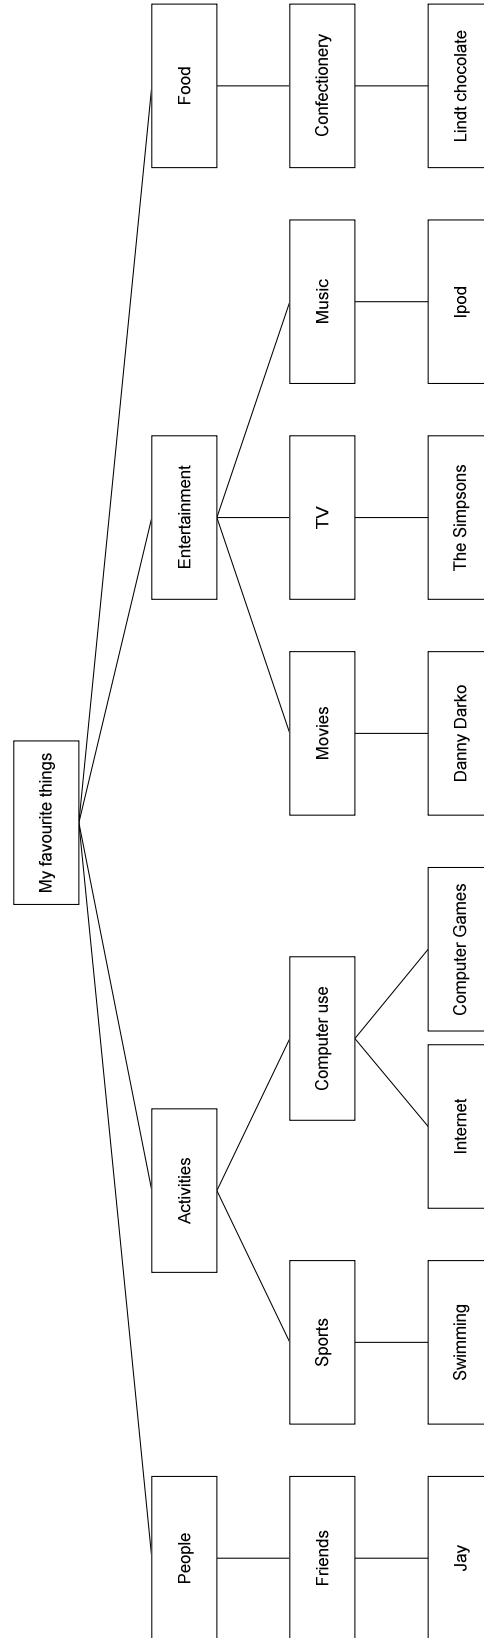 My favourite things
People
Activities
Entertainment
Food
Friends
Sports
Computer use
Movies
TV
Music
Confectionery
Jay
Swimming
Internet
Computer Games
Danny Darko
The Simpsons
Ipod
Lindt chocolate